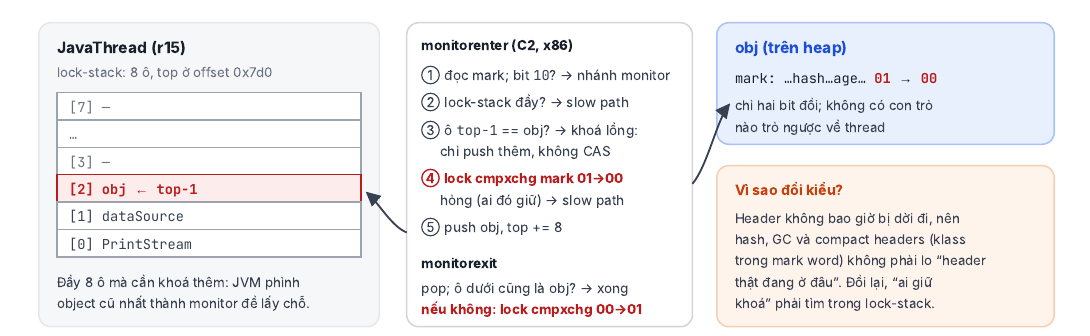 JavaThread (r15)
lock-stack: 8 ô, top ở offset 0x7d0
[7] —
…
[3] —
[2] obj ← top-1
[1] dataSource
[0] PrintStream
Đầy 8 ô mà cần khoá thêm: JVM phình
object cũ nhất thành monitor để lấy chỗ.
monitorenter (C2, x86)
① đọc mark; bit 10? → nhánh monitor
② lock-stack đầy? → slow path
③ ô top-1 == obj? → khoá lồng:
chỉ push thêm, không CAS
④ lock cmpxchg mark 01→00
hỏng (ai đó giữ) → slow path
⑤ push obj, top += 8
monitorexit
pop; ô dưới cũng là obj? → xong
nếu không: lock cmpxchg 00→01
obj (trên heap)
mark: …hash…age… 01 → 00
chỉ hai bit đổi; không có con trỏ
nào trỏ ngược về thread
Vì sao đổi kiểu?
Header không bao giờ bị dời đi, nên
hash, GC và compact headers (klass
trong mark word) không phải lo “header
thật đang ở đâu”. Đổi lại, “ai giữ
khoá” phải tìm trong lock-stack.